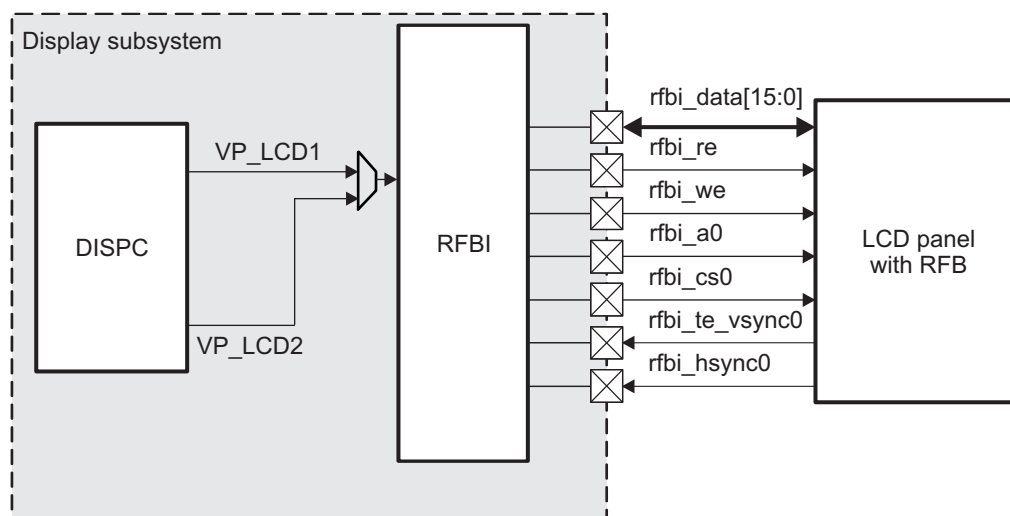 Display subsystem
VP_LCD1
DISPC
VP_LCD2
RFBI
rfbi_data[15:0]
rfbi_re
rfbi_we
rfbi_a0
rfbi_cs0
rfbi_te_vsync0
rfbi_hsync0
LCD panel
with RFB